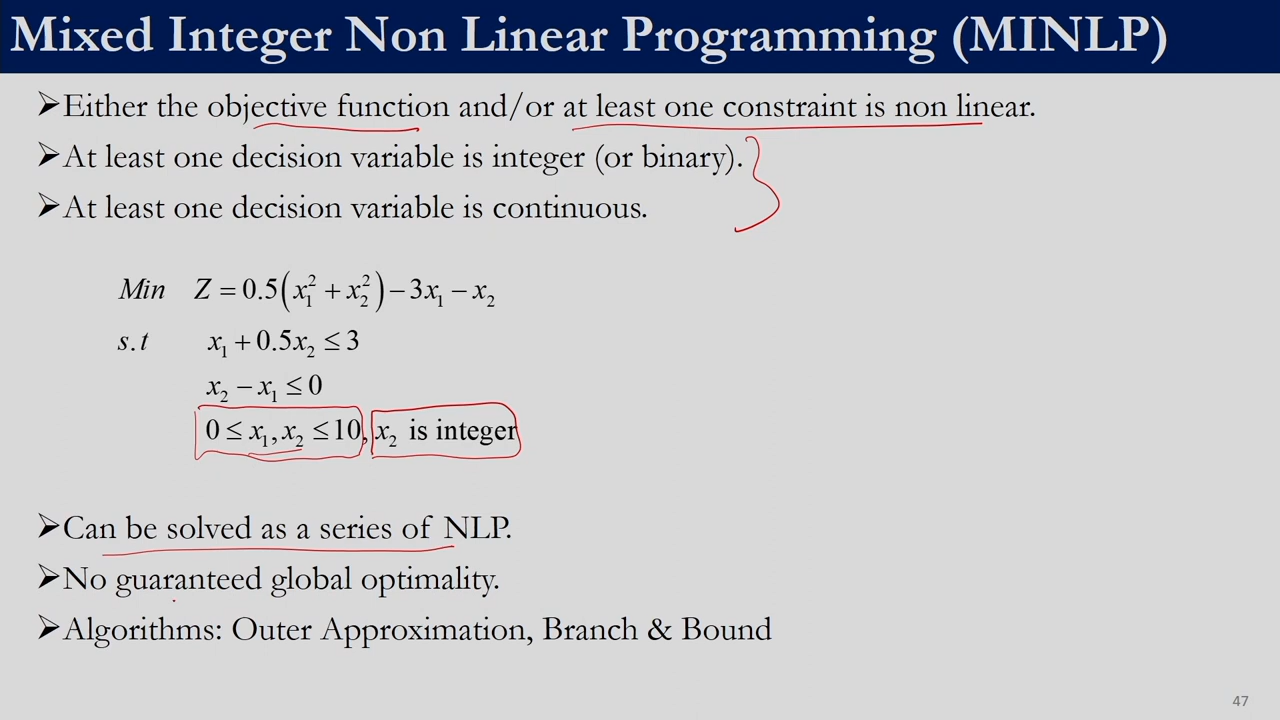 Mixed Integer Non Linear Programming (MINLP)
➢Either the objective function and/or at least one constraint is non linear.
➢At least one decision variable is integer (or binary).
➢At least one decision variable is continuous.
Min Z = 0.5(x₁² + x₂²) − 3x₁ − x₂
s.t x₁ + 0.5x₂ ≤ 3
x₂ − x₁ ≤ 0
0 ≤ x₁, x₂ ≤ 10, x₂ is integer
➢Can be solved as a series of NLP.
➢No guaranteed global optimality.
➢Algorithms: Outer Approximation, Branch & Bound
47